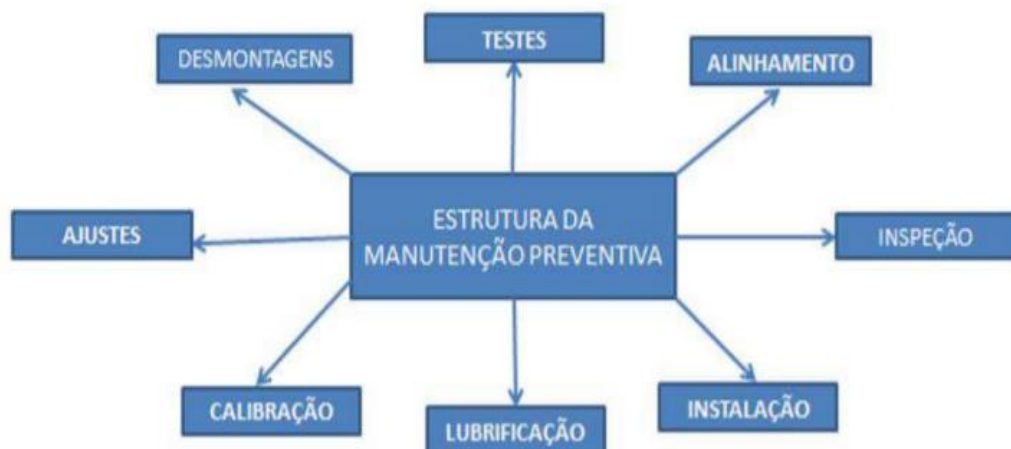 TESTES
DESMONTAGENS
ALINHAMENTO
ESTRUTURA DA
MANUTENÇÃO PREVENTIVA
AJUSTES
INSPEÇÃO
CALIBRAÇÃO
LUBRIFICAÇÃO
INSTALAÇÃO